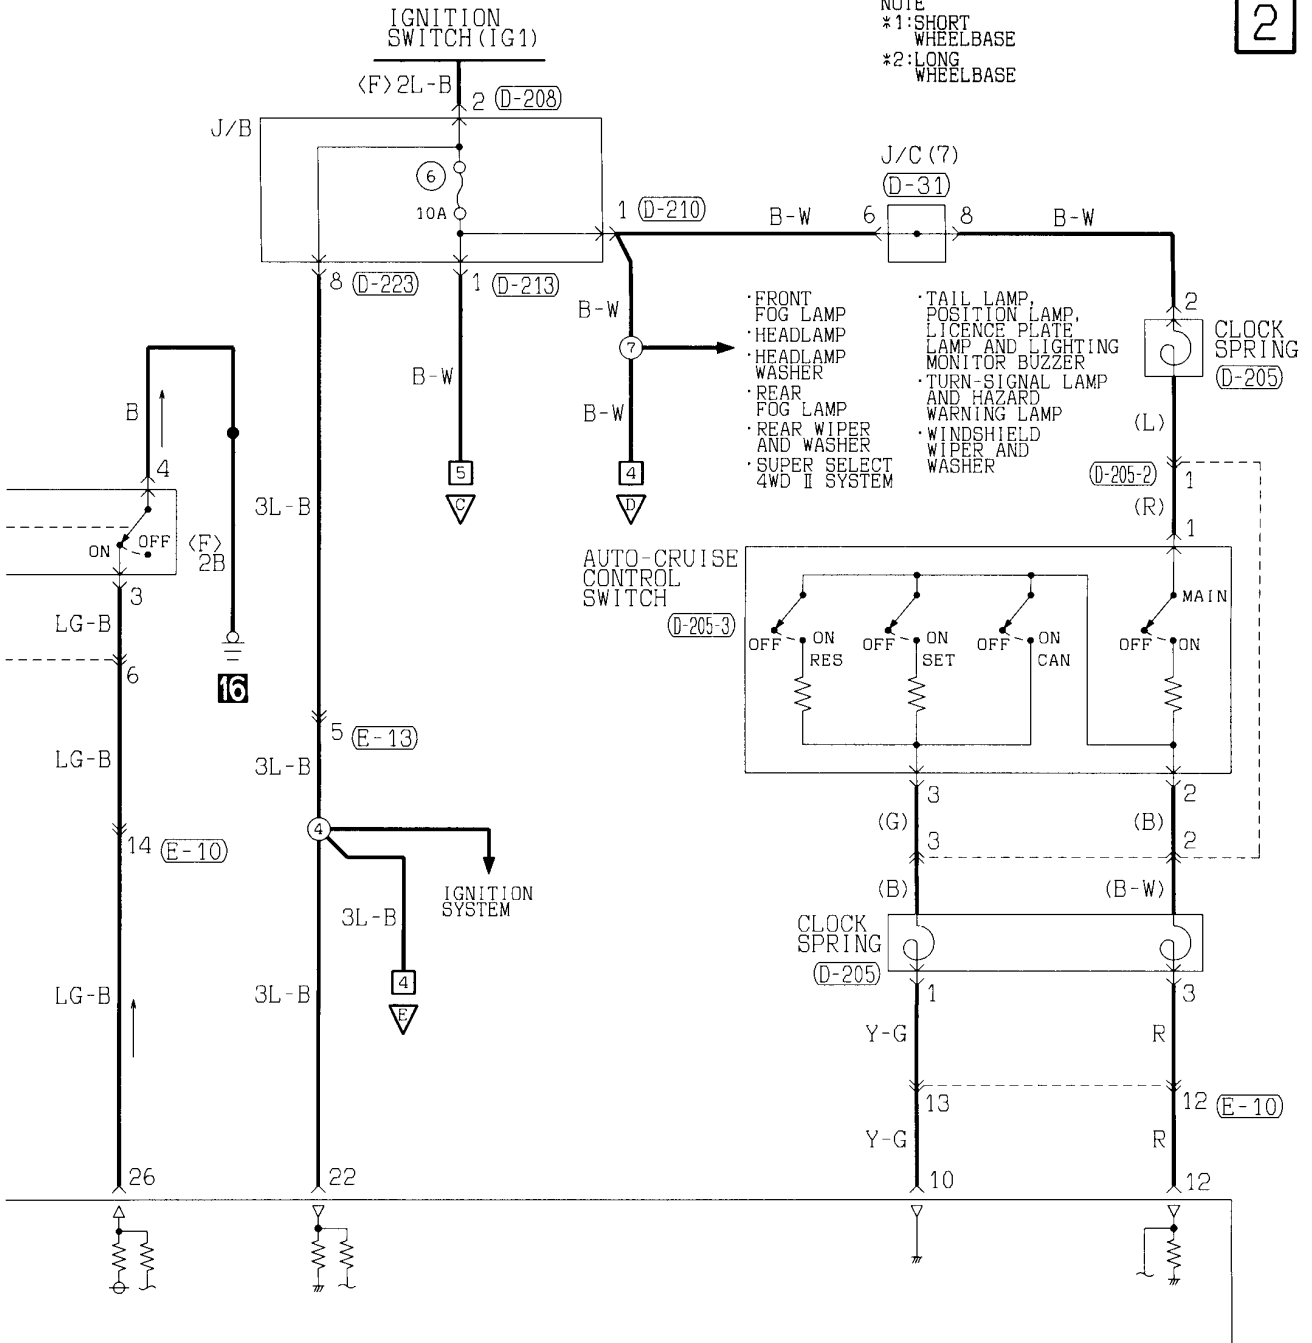 IGNITION
SWITCH(IG1)
NOTE
*1:SHORT
WHEELBASE
*2:LONG
WHEELBASE
2
<F>2L-B
2 (D-208)
J/B
6
10A
1 (D-210)
B-W
J/C(7)
(D-31)
6
8
B-W
8 (D-223)
1 (D-213)
B-W
B-W
7
B-W
5
C
4
D
·FRONT
FOG LAMP
·HEADLAMP
·HEADLAMP
WASHER
·REAR
FOG LAMP
·REAR WIPER
AND WASHER
·SUPER SELECT
4WD II SYSTEM
·TAIL LAMP,
POSITION LAMP,
LICENCE PLATE
LAMP AND LIGHTING
MONITOR BUZZER
·TURN-SIGNAL LAMP
AND HAZARD
WARNING LAMP
·WINDSHIELD
WIPER AND
WASHER
2
CLOCK
SPRING
(D-205)
(L)
(D-205-2)
1
(R)
1
B
4
ON
OFF
<F>
2B
3
LG-B
6
16
LG-B
14 (E-10)
LG-B
26
3L-B
5 (E-13)
3L-B
4
IGNITION
SYSTEM
3L-B
4
E
3L-B
22
AUTO-CRUISE
CONTROL
SWITCH
(D-205-3)
MAIN
OFF ON
RES
OFF ON
SET
OFF ON
CAN
OFF ON
3
2
(G)
(B)
3
2
(B)
(B-W)
CLOCK
SPRING
(D-205)
1
3
Y-G
R
13
12 (E-10)
Y-G
R
10
12